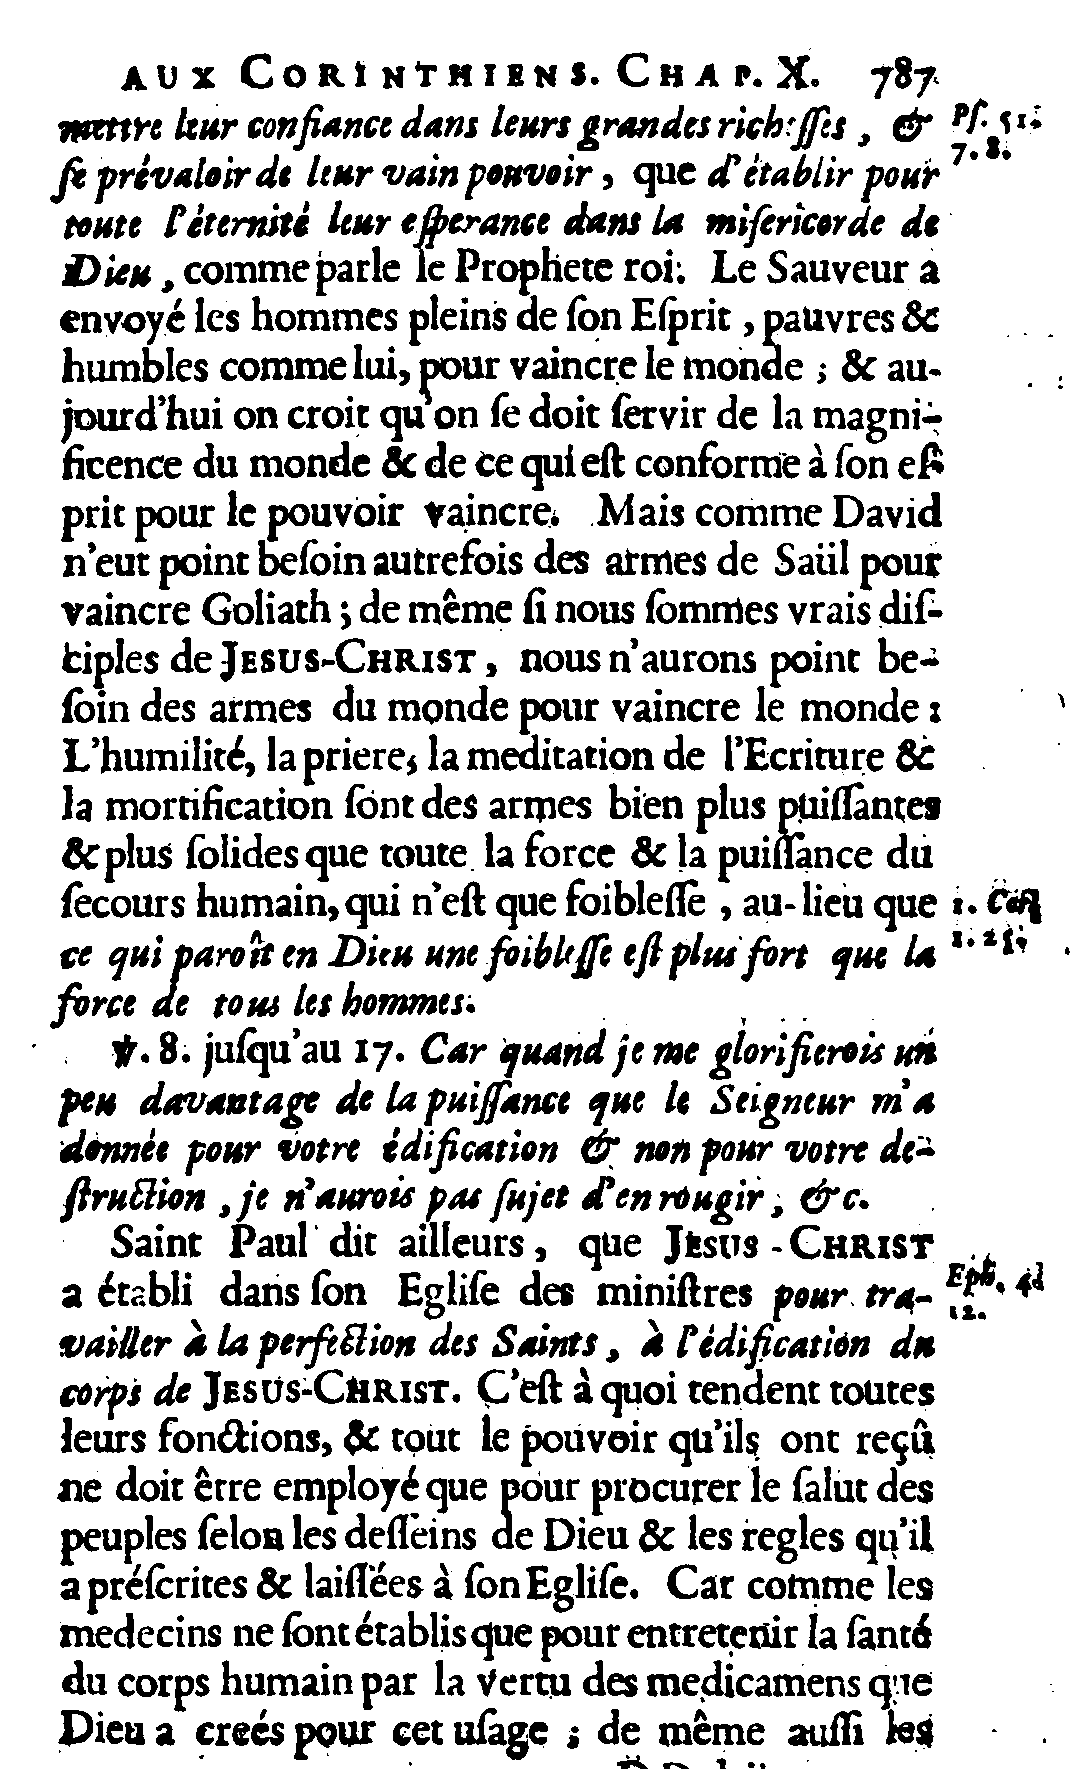 AUX CORINTHIENS. CHAP. X. 787
mettre leur confiance dans leurs grandes richeſſes, & Pſ. 51.
ſe prévaloir de leur vain pouvoir, que d'établir pour 7. 8.
toute l'éternité leur eſperance dans la miſericorde de
Dieu, comme parle le Prophete roi. Le Sauveur a
envoyé les hommes pleins de ſon Eſprit, pauvres &
humbles comme lui, pour vaincre le monde; & au-
jourd'hui on croit qu'on ſe doit ſervir de la magni-
ficence du monde & de ce qui eſt conforme à ſon eſ-
prit pour le pouvoir vaincre. Mais comme David
n'eut point beſoin autrefois des armes de Saül pour
vaincre Goliath; de même ſi nous ſommes vrais diſ-
ciples de JESUS-CHRIST, nous n'aurons point be-
ſoin des armes du monde pour vaincre le monde:
L'humilité, la priere, la meditation de l'Ecriture &
la mortification ſont des armes bien plus puiſſantes
& plus ſolides que toute la force & la puiſſance du
ſecours humain, qui n'eſt que foibleſſe, au-lieu que 1. Cor.
ce qui paroît en Dieu une foibleſſe eſt plus fort que la 1. 25.
force de tous les hommes.
℣. 8. juſqu'au 17. Car quand je me glorifierois un
peu davantage de la puiſſance que le Seigneur m'a
donnée pour votre édification & non pour votre de-
ſtruction, je n'aurois pas ſujet d'en rougir, &c.
Saint Paul dit ailleurs, que JESUS-CHRIST
a établi dans ſon Egliſe des miniſtres pour tra- Eph. 4.
vailler à la perfection des Saints, à l'édification du 12.
corps de JESUS-CHRIST. C'eſt à quoi tendent toutes
leurs fonctions, & tout le pouvoir qu'ils ont reçû
ne doit être employé que pour procurer le ſalut des
peuples ſelon les deſſeins de Dieu & les regles qu'il
a préſcrites & laiſſées à ſon Egliſe. Car comme les
medecins ne ſont établis que pour entretenir la ſanté
du corps humain par la vertu des medicamens que
Dieu a creés pour cet uſage; de même auſſi les